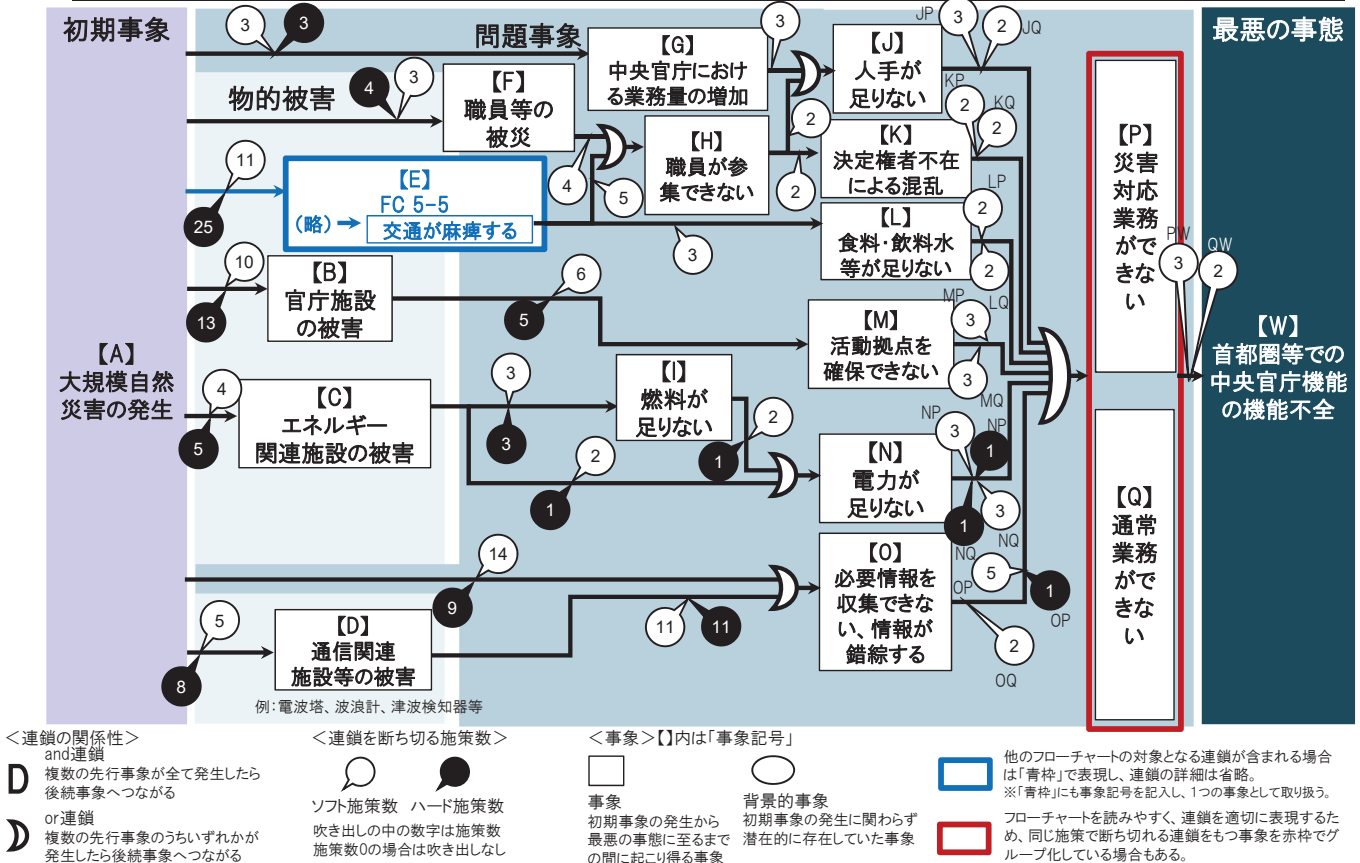 初期事象
問題事象
最悪の事態
物的被害
3
3
4
3
11
25
10
13
4
5
5
8
【A】
大規模自然
災害の発生
【F】
職員等の
被災
【E】
FC 5-5
(略)
交通が麻痺する
【B】
官庁施設
の被害
【C】
エネルギー
関連施設の被害
【D】
通信関連
施設等の被害
例:電波塔、波浪計、津波検知器等
【G】
中央官庁におけ
る業務量の増加
【H】
職員が参
集できない
【I】
燃料が
足りない
3
4
5
2
2
3
6
5
3
3
2
1
2
1
14
9
11
11
【J】
人手が
足りない
【K】
決定権者不在
による混乱
【L】
食料・飲料水
等が足りない
【M】
活動拠点を
確保できない
【N】
電力が
足りない
【O】
必要情報を
収集できな
い、情報が
錯綜する
JP
3
2
JQ
KP
2
KQ
2
LP
2
2
LQ
MP
3
3
MQ
NP
3
NP
1
1
3
NQ
NQ
OP
5
1
OP
2
OQ
【P】
災害
対応
業務
がで
きな
い
【Q】
通常
業務
がで
きな
い
PW
3
QW
2
【W】
首都圏等での
中央官庁機能
の機能不全
<連鎖の関係性>
and連鎖
複数の先行事象が全て発生したら
後続事象へつながる
or連鎖
複数の先行事象のうちいずれかが
発生したら後続事象へつながる
<連鎖を断ち切る施策数>
ソフト施策数 ハード施策数
吹き出しの中の数字は施策数
施策数0の場合は吹き出しなし
<事象>【】内は「事象記号」
事象
初期事象の発生から
最悪の事態に至るまで
の間に起こり得る事象
背景的事象
初期事象の発生に関わらず
潜在的に存在していた事象
他のフローチャートの対象となる連鎖が含まれる場合
は「青枠」で表現し、連鎖の詳細は省略。
※「青枠」にも事象記号を記入し、1つの事象として取り扱う。
フローチャートを読みやすく、連鎖を適切に表現するた
め、同じ施策で断ち切れる連鎖をもつ事象を赤枠でグ
ループ化している場合もある。